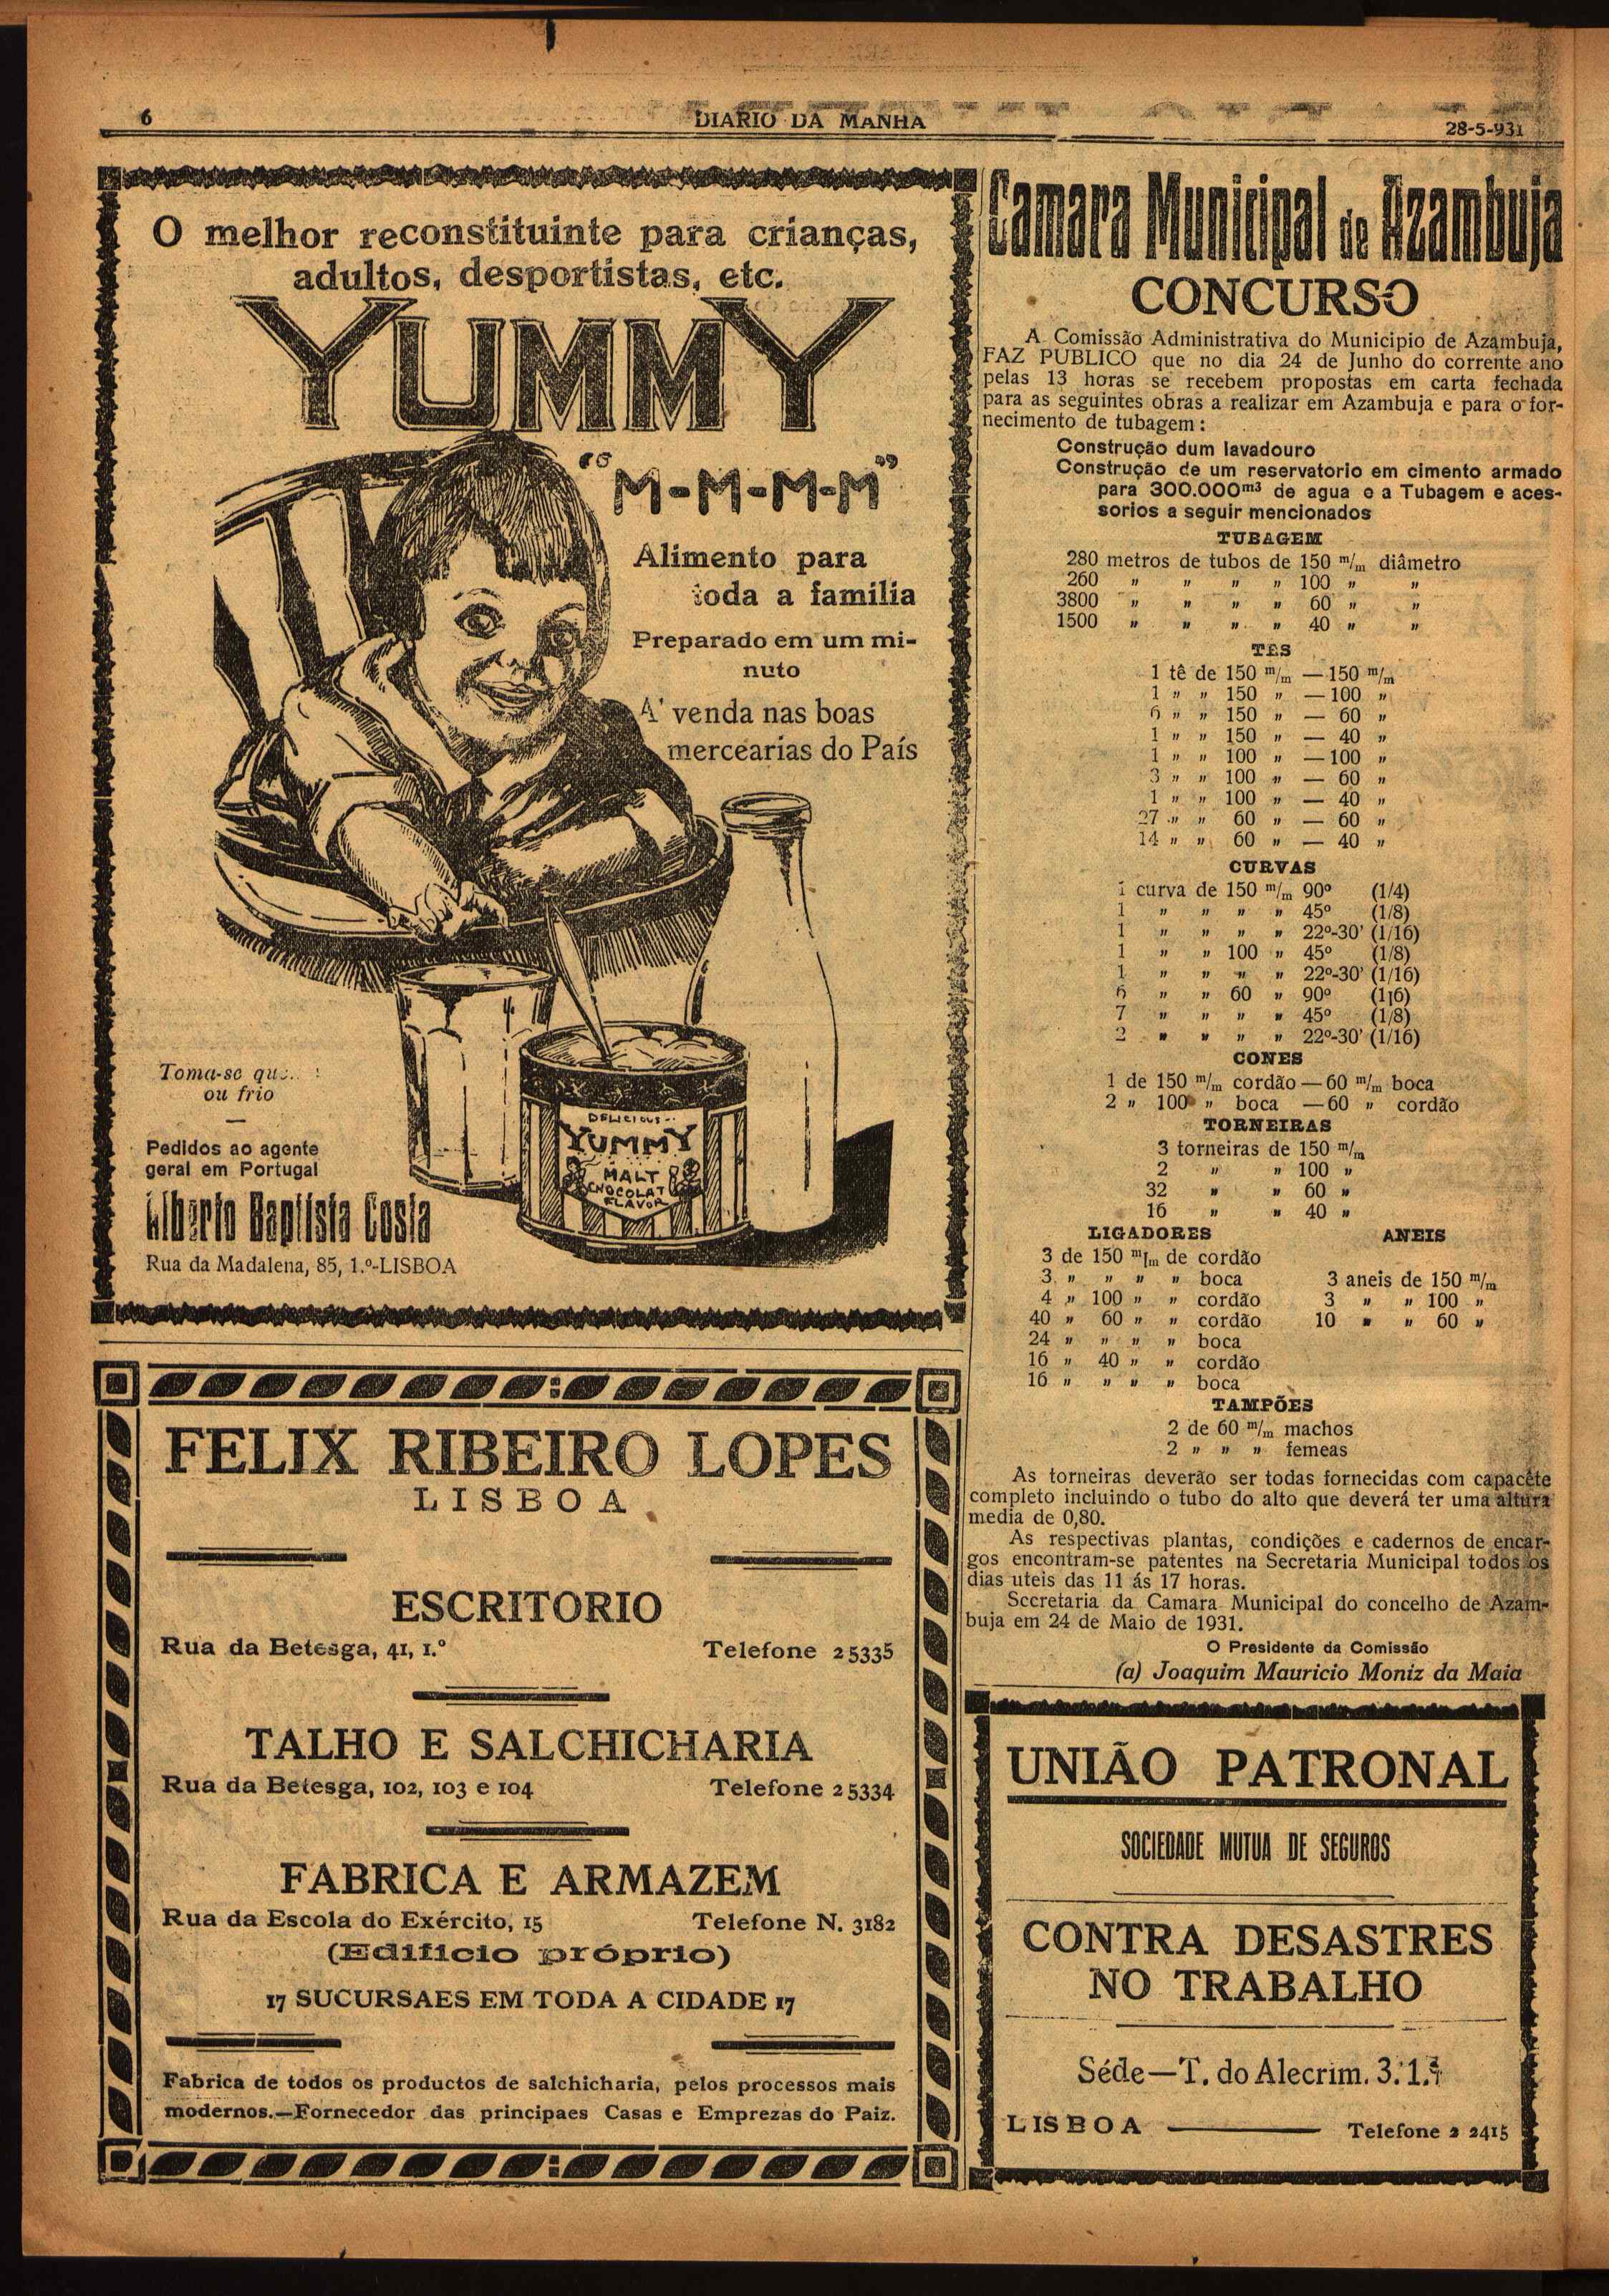 6
DIARIO DA MANHA
28-5-931
O melhor reconstituinte para crianças,
adultos, desportistas, etc.
YUMMY
"M-M-M-M"
Alimento para
toda a familia
Preparado em um mi-
nuto
A' venda nas boas
mercearias do País
DELICIOUS
YUMMY
MALT
CHOCOLAT
FLAVOR
Toma-se
ou frio
Pedidos ao agente
geral em Portugal
Alberto Baptista Costa
Rua da Madalena, 85, 1.º-LISBOA
FELIX RIBEIRO LOPES
LISBOA
ESCRITORIO
Rua da Betesga, 41, 1.º Telefone 2 5335
TALHO E SALCHICHARIA
Rua da Betesga, 102, 103 e 104 Telefone 2 5334
FABRICA E ARMAZEM
Rua da Escola do Exército, 15 Telefone N. 3182
(Edificio próprio)
17 SUCURSAES EM TODA A CIDADE 17
Fabrica de todos os productos de salchicharia, pelos processos mais
modernos.—Fornecedor das principaes Casas e Emprezas do Paiz.
Camara Municipal de Azambuja
CONCURSO
A Comissão Administrativa do Municipio de Azambuja,
FAZ PUBLICO que no dia 24 de Junho do corrente ano
pelas 13 horas se recebem propostas em carta fechada
para as seguintes obras a realizar em Azambuja e para o for-
necimento de tubagem:
Construção dum lavadouro
Construção de um reservatorio em cimento armado
para 300.000m3 de agua e a Tubagem e aces-
sorios a seguir mencionados
TUBAGEM
280 metros de tubos de 150 m/m diâmetro
260 " " " " 100 " "
3800 " " " " 60 " "
1500 " " " " 40 " "
TES
1 tê de 150 m/m — 150 m/m
1 " " 150 " — 100 "
6 " " 150 " — 60 "
1 " " 150 " — 40 "
1 " " 100 " — 100 "
3 " " 100 " — 60 "
1 " " 100 " — 40 "
27 " " 60 " — 60 "
14 " " 60 " — 40 "
CURVAS
1 curva de 150 m/m 90º (1/4)
1 " " " " 45º (1/8)
1 " " " " 22º-30' (1/16)
1 " " 100 " 45º (1/8)
1 " " " " 22º-30' (1/16)
6 " " 60 " 90º (1¡6)
7 " " " " 45º (1/8)
2 " " " " 22º-30' (1/16)
CONES
1 de 150 m/m cordão — 60 m/m boca
2 " 100 " boca — 60 " cordão
TORNEIRAS
3 torneiras de 150 m/m
2 " " 100 "
32 " " 60 "
16 " " 40 "
LIGADORES
3 de 150 m/m de cordão
3 " " " " boca
4 " 100 " " cordão
40 " 60 " " cordão
24 " " " " boca
16 " 40 " " cordão
16 " " " " boca
ANEIS
3 aneis de 150 m/m
3 " " 100 "
10 " " 60 "
TAMPÕES
2 de 60 m/m machos
2 " " " femeas
As torneiras deverão ser todas fornecidas com capacête
completo incluindo o tubo do alto que deverá ter uma altura
media de 0,80.
As respectivas plantas, condições e cadernos de encar-
gos encontram-se patentes na Secretaria Municipal todos os
dias uteis das 11 ás 17 horas.
Secretaria da Camara Municipal do concelho de Azam-
buja em 24 de Maio de 1931.
O Presidente da Comissão
(a) Joaquim Mauricio Moniz da Maia
UNIÃO PATRONAL
SOCIEDADE MUTUA DE SEGUROS
CONTRA DESASTRES
NO TRABALHO
Séde—T. do Alecrim. 3. 1.º
LISBOA — Telefone 2 2415